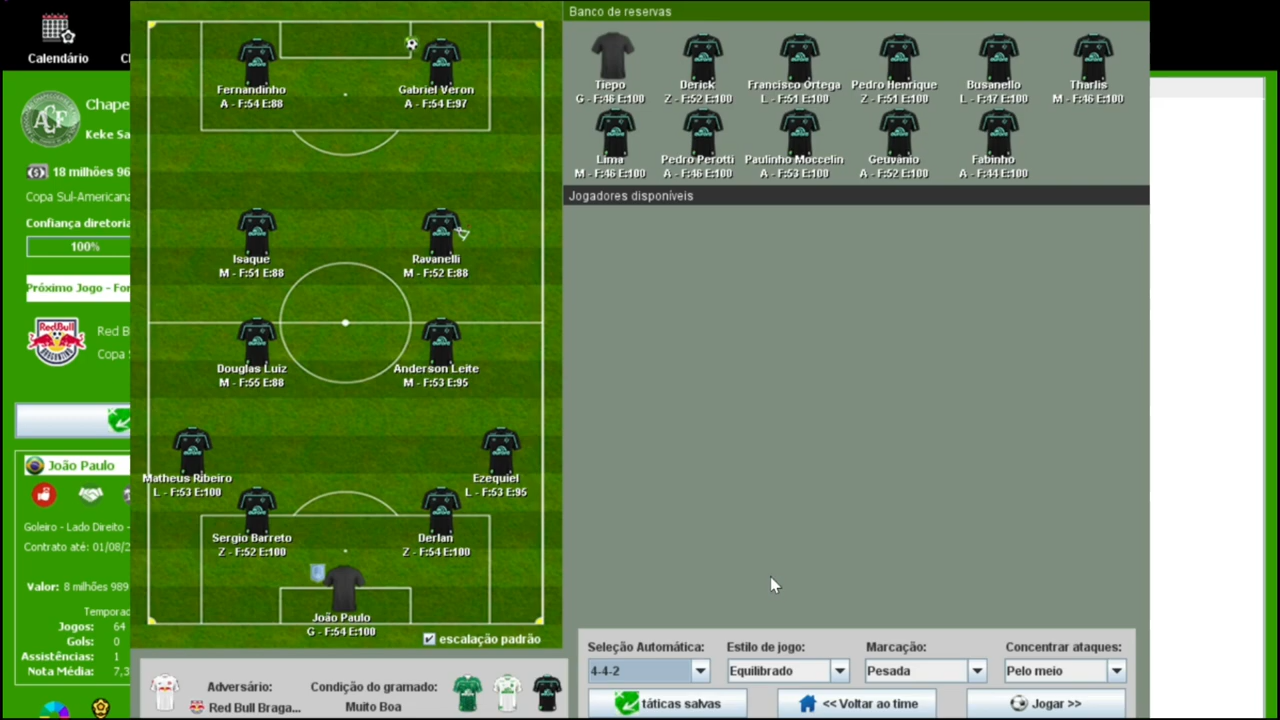 Calendário
Chape
Keke Sa
18 milhões 96
Copa Sul-Americana
Confiança diretoria
100%
Próximo Jogo - For
Red B
Copa S
João Paulo
Goleiro - Lado Direito -
Contrato até: 01/08/2
Valor: 8 milhões 989
Temporad
Jogos: 64
Gols: 0
Assistências: 1
Nota Média: 7,3
Fernandinho
A - F:54 E:88
Gabriel Veron
A - F:54 E:97
Isaque
M - F:51 E:88
Ravanelli
M - F:52 E:88
Douglas Luiz
M - F:55 E:88
Anderson Leite
M - F:53 E:95
Matheus Ribeiro
L - F:53 E:100
Ezequiel
L - F:53 E:95
Sergio Barreto
Z - F:52 E:100
Derlan
Z - F:54 E:100
João Paulo
G - F:54 E:100
escalação padrão
Adversário:
Red Bull Braga...
Condição do gramado:
Muito Boa
Banco de reservas
Tiepo
G - F:46 E:100
Derick
Z - F:52 E:100
Francisco Ortega
L - F:51 E:100
Pedro Henrique
Z - F:51 E:100
Busanello
L - F:47 E:100
Tharlis
M - F:46 E:100
Lima
M - F:46 E:100
Pedro Perotti
A - F:46 E:100
Paulinho Moccelin
A - F:53 E:100
Geuvânio
A - F:52 E:100
Fabinho
A - F:44 E:100
Jogadores disponíveis
Seleção Automática:
4-4-2
Estilo de jogo:
Equilibrado
Marcação:
Pesada
Concentrar ataques:
Pelo meio
táticas salvas
<< Voltar ao time
Jogar >>